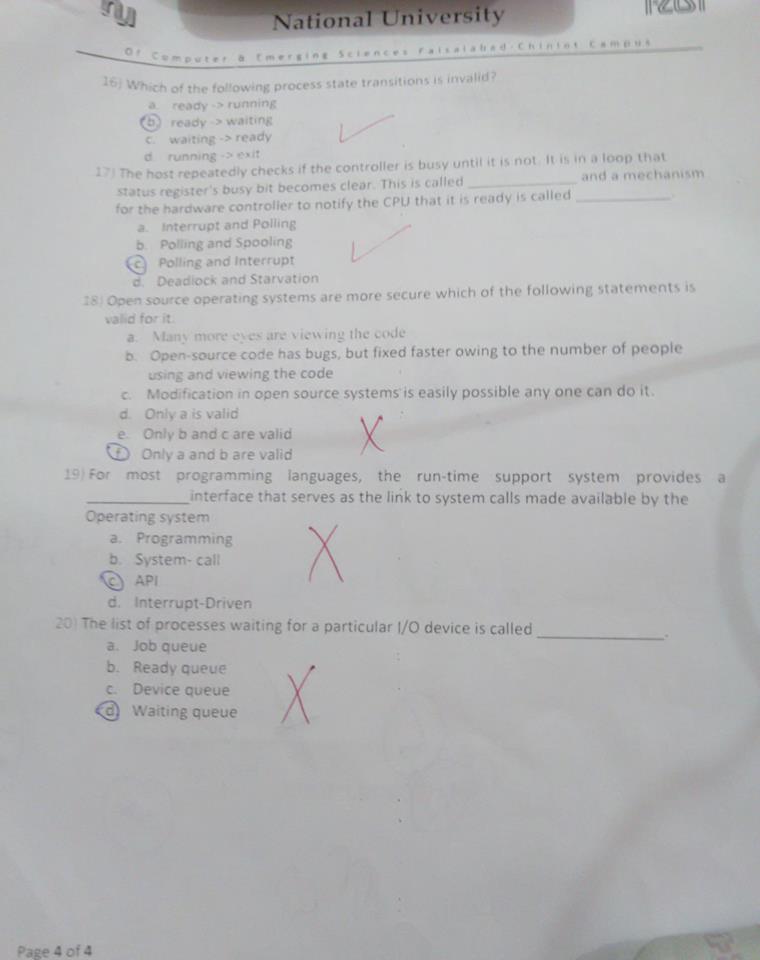 National University
Of Computer & Emerging Sciences Faisalabad-Chiniot Campus
16) Which of the following process state transitions is invalid?
a. ready -> running
b. ready -> waiting
c. waiting -> ready
d. running -> exit
17) The host repeatedly checks if the controller is busy until it is not. It is in a loop that
status register's busy bit becomes clear. This is called ____________ and a mechanism
for the hardware controller to notify the CPU that it is ready is called ___________.
a. Interrupt and Polling
b. Polling and Spooling
c. Polling and Interrupt
d. Deadlock and Starvation
18) Open source operating systems are more secure which of the following statements is
valid for it.
a. Many more eyes are viewing the code
b. Open-source code has bugs, but fixed faster owing to the number of people
using and viewing the code
c. Modification in open source systems is easily possible any one can do it.
d. Only a is valid
e. Only b and c are valid
f. Only a and b are valid
19) For most programming languages, the run-time support system provides a
___________ interface that serves as the link to system calls made available by the
Operating system
a. Programming
b. System- call
c. API
d. Interrupt-Driven
20) The list of processes waiting for a particular I/O device is called _____________.
a. Job queue
b. Ready queue
c. Device queue
d. Waiting queue
Page 4 of 4